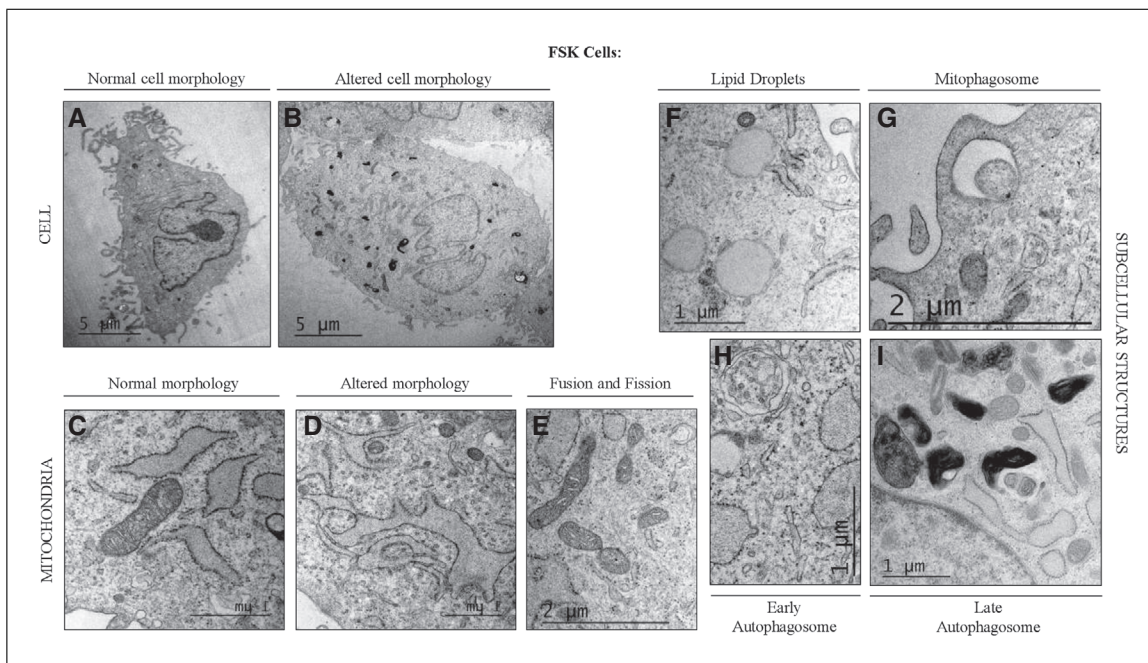 FSK Cells:
Normal cell morphology
Altered cell morphology
Lipid Droplets
Mitophagosome
CELL
A
5 µm
B
5 µm
F
1 µm
G
2 µm
SUBCELLULAR STRUCTURES
Normal morphology
Altered morphology
Fusion and Fission
MITOCHONDRIA
C
my I
D
my I
E
2 µm
H
1 µm
I
1 µm
Early
Autophagosome
Late
Autophagosome